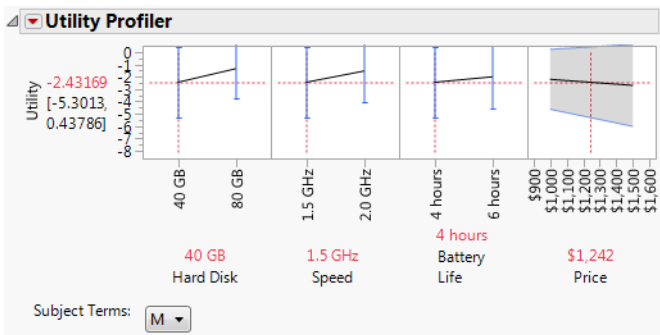 Utility Profiler
0
-1
-2
-3
-4
-5
-6
-7
-8
Utility
-2.43169
[-5.3013,
0.43786]
40 GB
80 GB
1.5 GHz
2.0 GHz
4 hours
6 hours
$900
$1,000
$1,100
$1,200
$1,300
$1,400
$1,500
$1,600
40 GB
Hard Disk
1.5 GHz
Speed
4 hours
Battery
Life
$1,242
Price
Subject Terms:
M